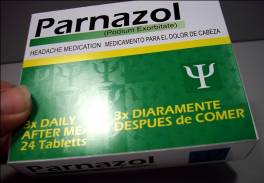 Parnazol
(Podium Exorbitate)
HEADACHE MEDICATION MEDICAMENTO PARA EL DOLOR DE CABEZA
Ψ
3x DAILY 3x DIARAMENTE
AFTER DESPUES de COMER
24 Tabletts
Parnazol